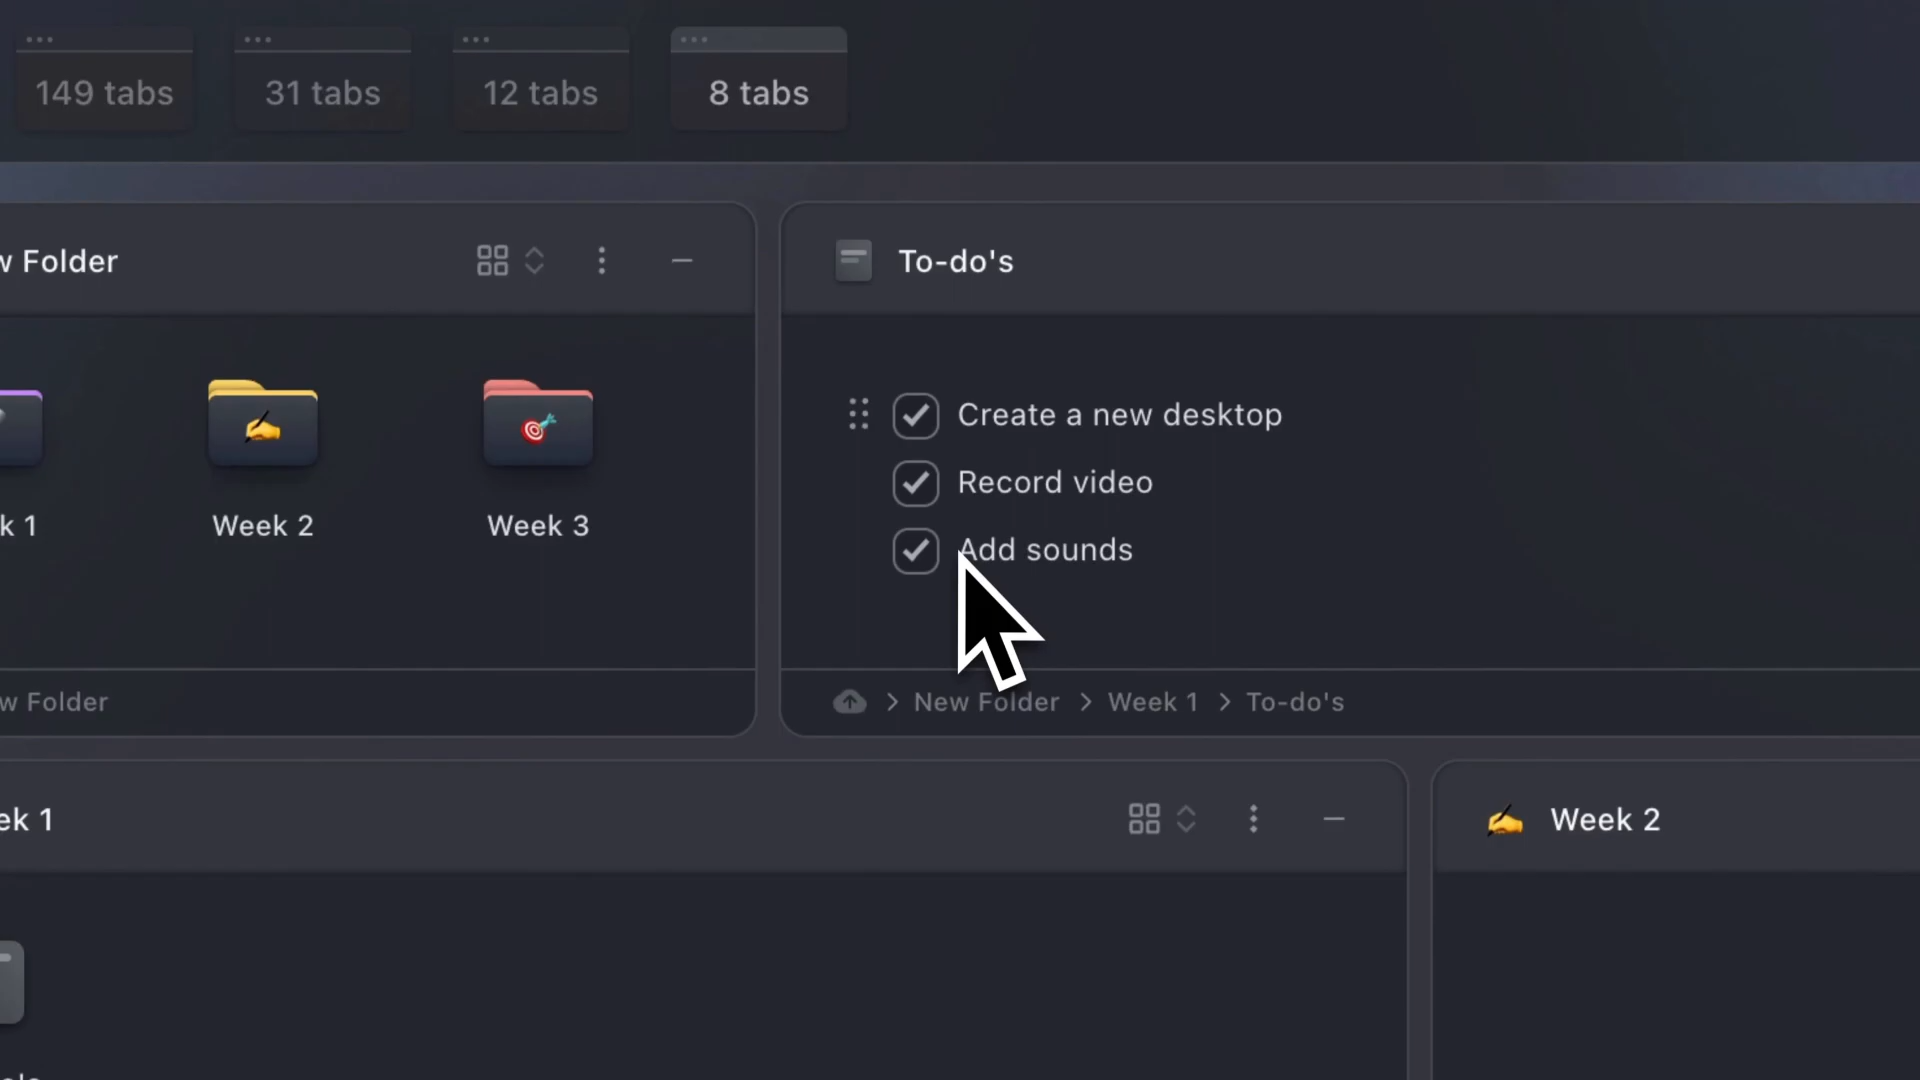 149 tabs
31 tabs
12 tabs
8 tabs
w Folder
To-do's
Create a new desktop
Record video
Add sounds
k 1
Week 2
Week 3
w Folder
New Folder > Week 1 > To-do's
ek 1
Week 2